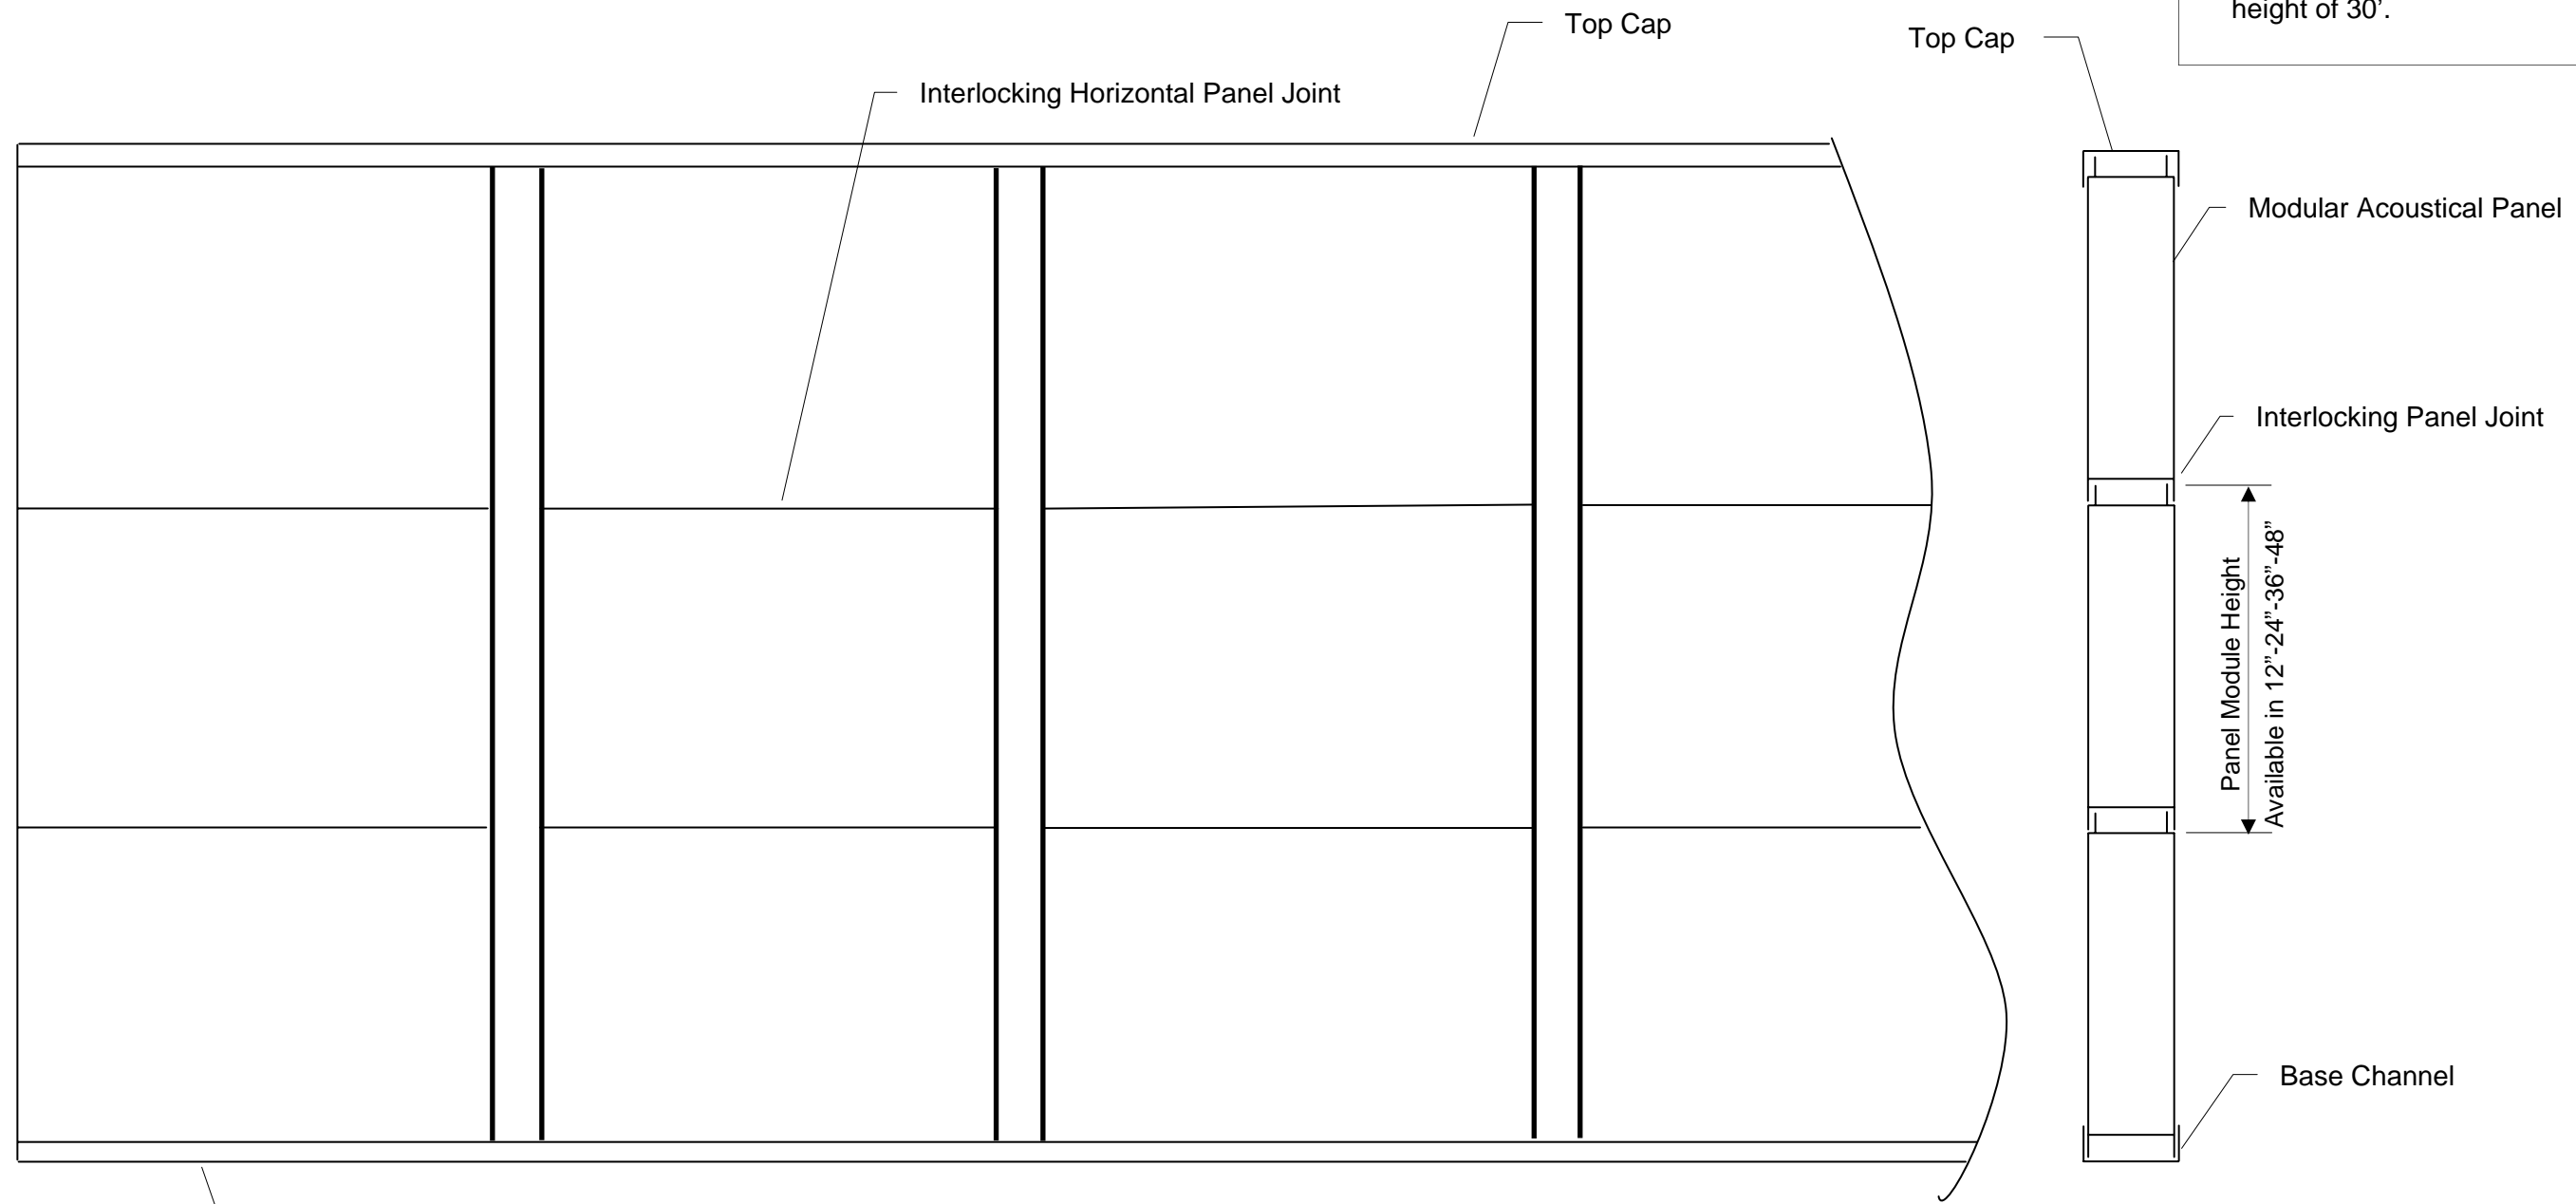 height of 30’.
Top Cap
Top Cap
Interlocking Horizontal Panel Joint
Modular Acoustical Panel
Interlocking Panel Joint
Panel Module Height
Available in 12”-24”-36”-48”
Base Channel